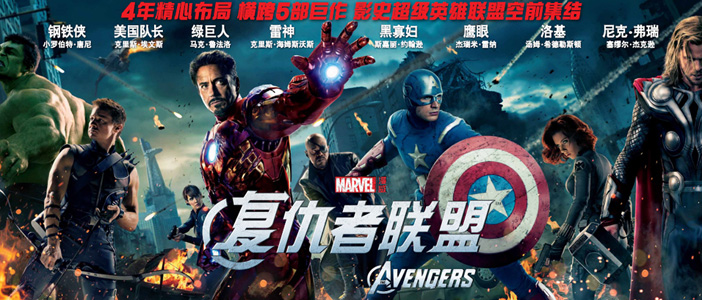 4年精心布局 横跨5部巨作 影史超级英雄联盟空前集结
钢铁侠 美国队长 绿巨人 雷神 黑寡妇 鹰眼 洛基 尼克·弗瑞
小罗伯特·唐尼 克里斯·埃文斯 马克·鲁法洛 克里斯·海姆斯沃斯 斯嘉丽·约翰逊 杰瑞米·雷纳 汤姆·希德勒斯顿 塞缪尔·杰克逊
MARVEL
复仇者联盟
AVENGERS